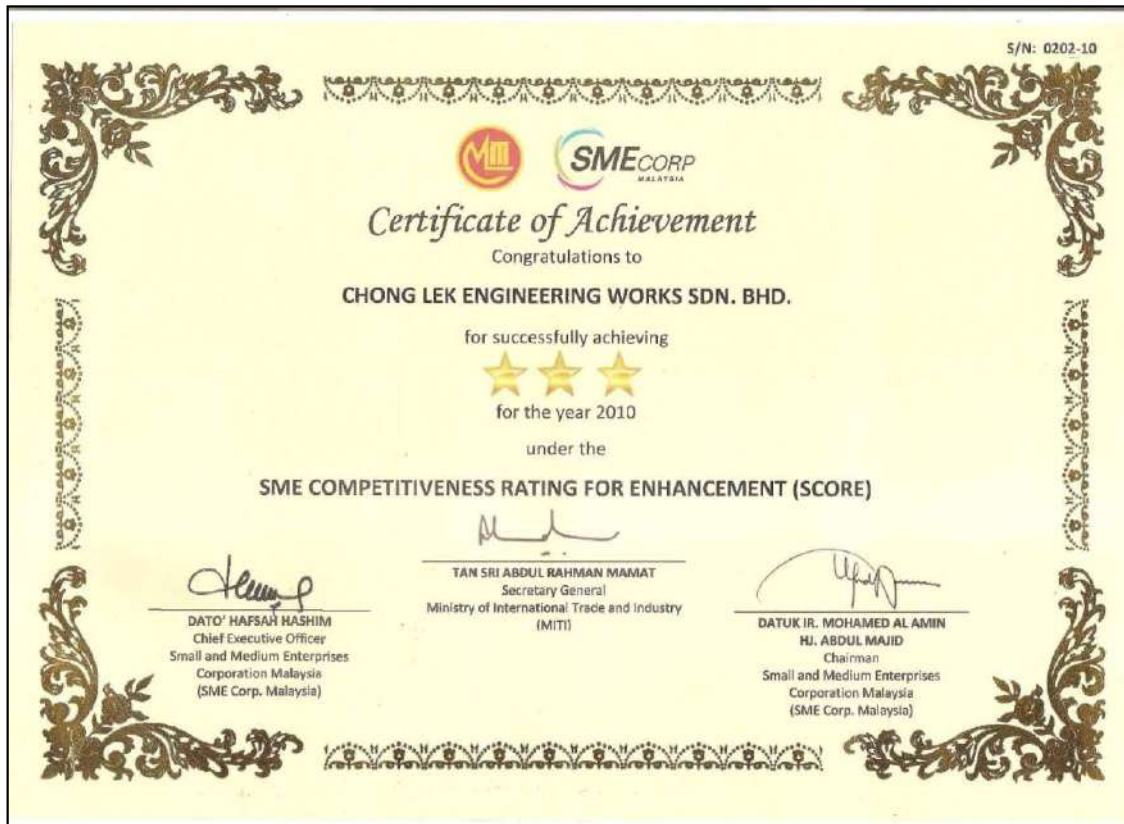 S/N: 0202-10
MITI
SMECORP
MALAYSIA
Certificate of Achievement
Congratulations to
CHONG LEK ENGINEERING WORKS SDN. BHD.
for successfully achieving
for the year 2010
under the
SME COMPETITIVENESS RATING FOR ENHANCEMENT (SCORE)
TAN SRI ABDUL RAHMAN MAMAT
Secretary General
Ministry of International Trade and Industry
(MITI)
DATO' HAFSAH HASHIM
Chief Executive Officer
Small and Medium Enterprises
Corporation Malaysia
(SME Corp. Malaysia)
DATUK IR. MOHAMED AL AMIN
HJ. ABDUL MAJID
Chairman
Small and Medium Enterprises
Corporation Malaysia
(SME Corp. Malaysia)